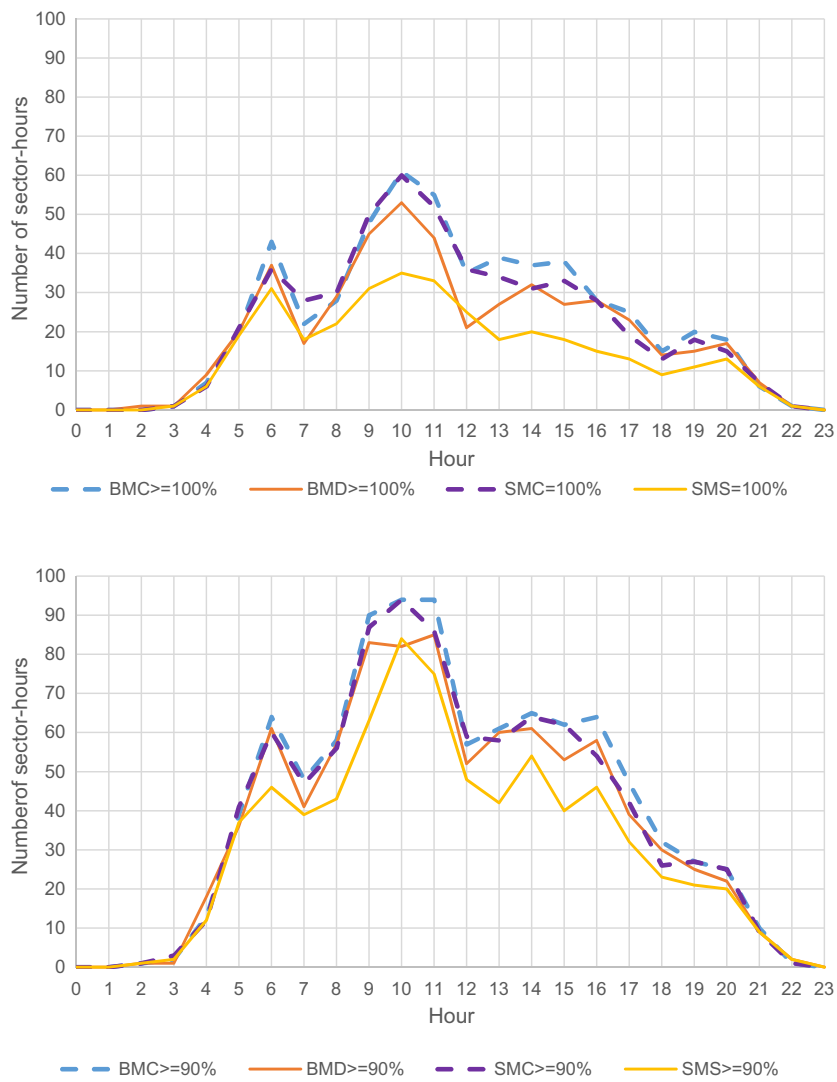 100
90
80
70
60
50
40
30
20
10
0
Number of sector-hours
0 1 2 3 4 5 6 7 8 9 10 11 12 13 14 15 16 17 18 19 20 21 22 23
Hour
BMC>=100% BMD>=100% SMC=100% SMS=100%
100
90
80
70
60
50
40
30
20
10
0
Numberof sector-hours
0 1 2 3 4 5 6 7 8 9 10 11 12 13 14 15 16 17 18 19 20 21 22 23
Hour
BMC>=90% BMD>=90% SMC>=90% SMS>=90%